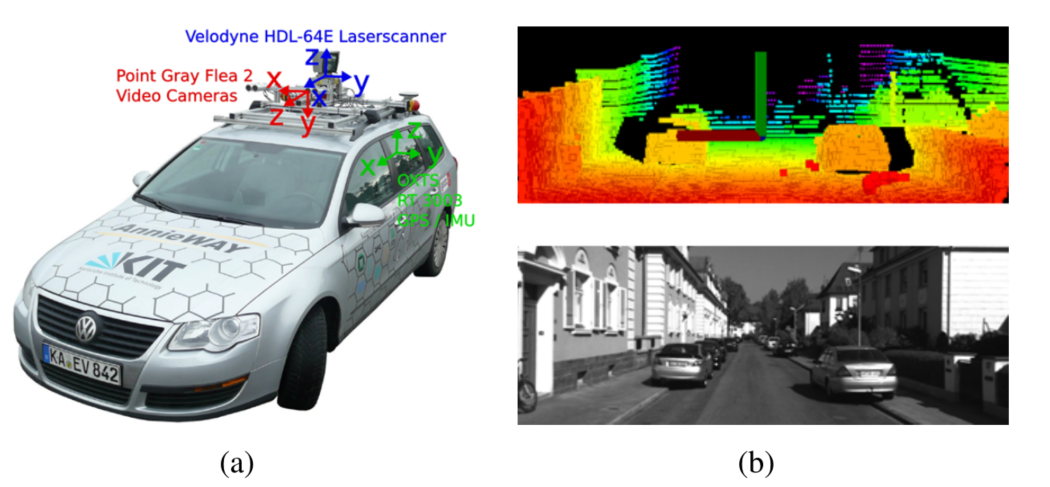 Velodyne HDL-64E Laserscanner
Point Gray Flea 2
Video Cameras
z
y
x
x
z
y
z
x
y
OXTS
RT 3003
GPS / IMU
AnnieWAY
KIT
KA EV 842
(a)
(b)